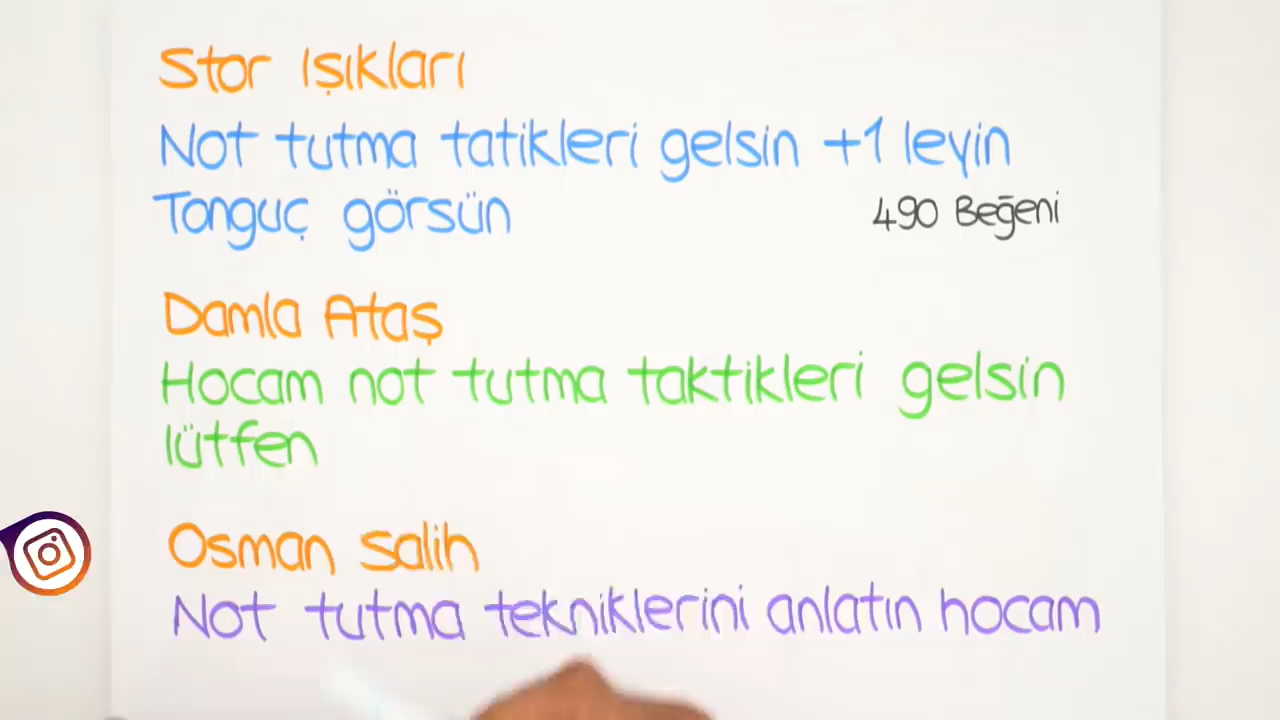 Stor Işıkları
Not tutma tatikleri gelsin +1 leyin
Tonguç görsün
490 Beğeni
Damla Ataş
Hocam not tutma taktikleri gelsin
lütfen
Osman Salih
Not tutma tekniklerini anlatın hocam